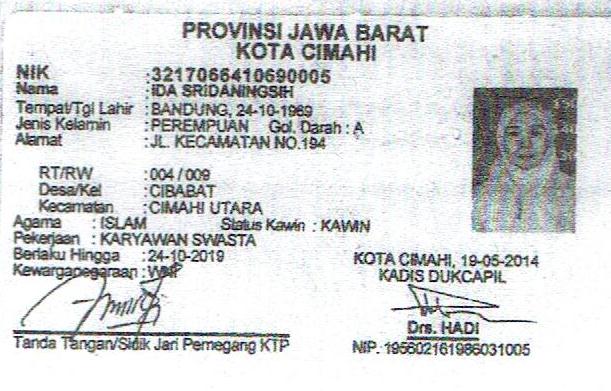 PROVINSI JAWA BARAT
KOTA CIMAHI
NIK :3217066410690005
Nama :IDA SRIDANINGSIH
Tempat/Tgl Lahir :BANDUNG, 24-10-1969
Jenis Kelamin :PEREMPUAN Gol. Darah : A
Alamat :JL. KECAMATAN NO.194
RT/RW :004 / 009
Desa/Kel :CIBABAT
Kecamatan :CIMAHI UTARA
Agama : ISLAM Status Kawin : KAWIN
Pekerjaan : KARYAWAN SWASTA
Berlaku Hingga :24-10-2019
Kewarganegaraan : WNI
KOTA CIMAHI, 19-05-2014
KADIS DUKCAPIL
Drs. HADI
NIP. 195602161986031005
Tanda Tangan/Sidik Jari Pemegang KTP